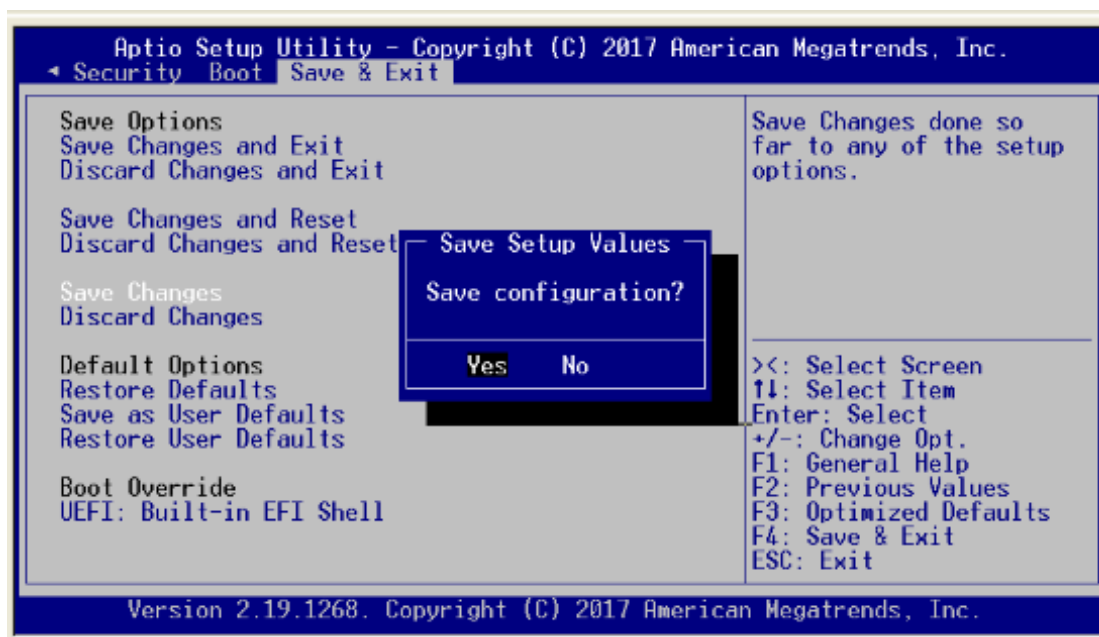 Aptio Setup Utility – Copyright (C) 2017 American Megatrends, Inc.
◄ Security Boot Save & Exit
Save Options
Save Changes and Exit
Discard Changes and Exit
Save Changes and Reset
Discard Changes and Reset
Save Changes
Discard Changes
Default Options
Restore Defaults
Save as User Defaults
Restore User Defaults
Boot Override
UEFI: Built-in EFI Shell
Save Setup Values
Save configuration?
Yes No
Save Changes done so
far to any of the setup
options.
><: Select Screen
↑↓: Select Item
Enter: Select
+/-: Change Opt.
F1: General Help
F2: Previous Values
F3: Optimized Defaults
F4: Save & Exit
ESC: Exit
Version 2.19.1268. Copyright (C) 2017 American Megatrends, Inc.